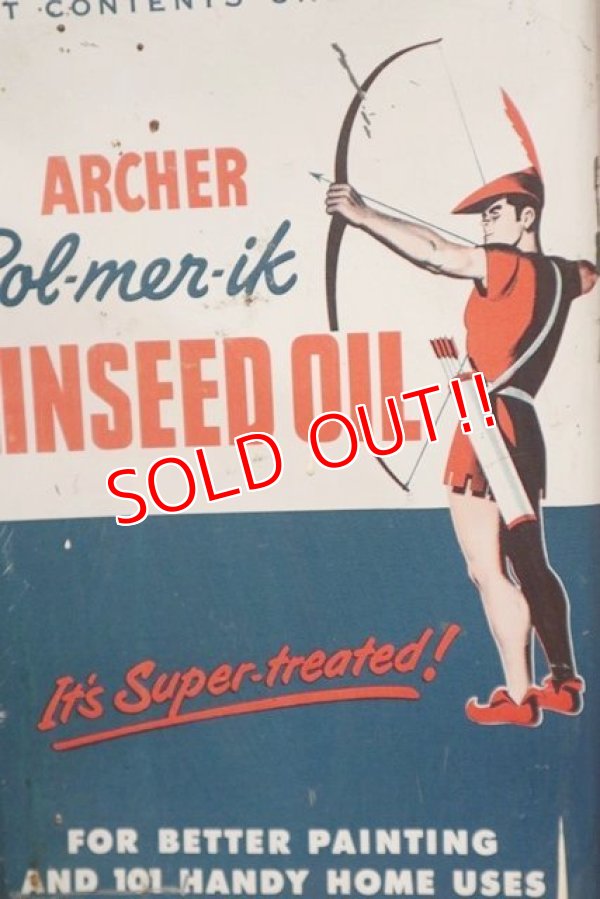 T CONTENTS
ARCHER
ol-mer-ik
INSEED OIL
SOLD OUT!!
It's Super-treated!
FOR BETTER PAINTING
AND 101 HANDY HOME USES